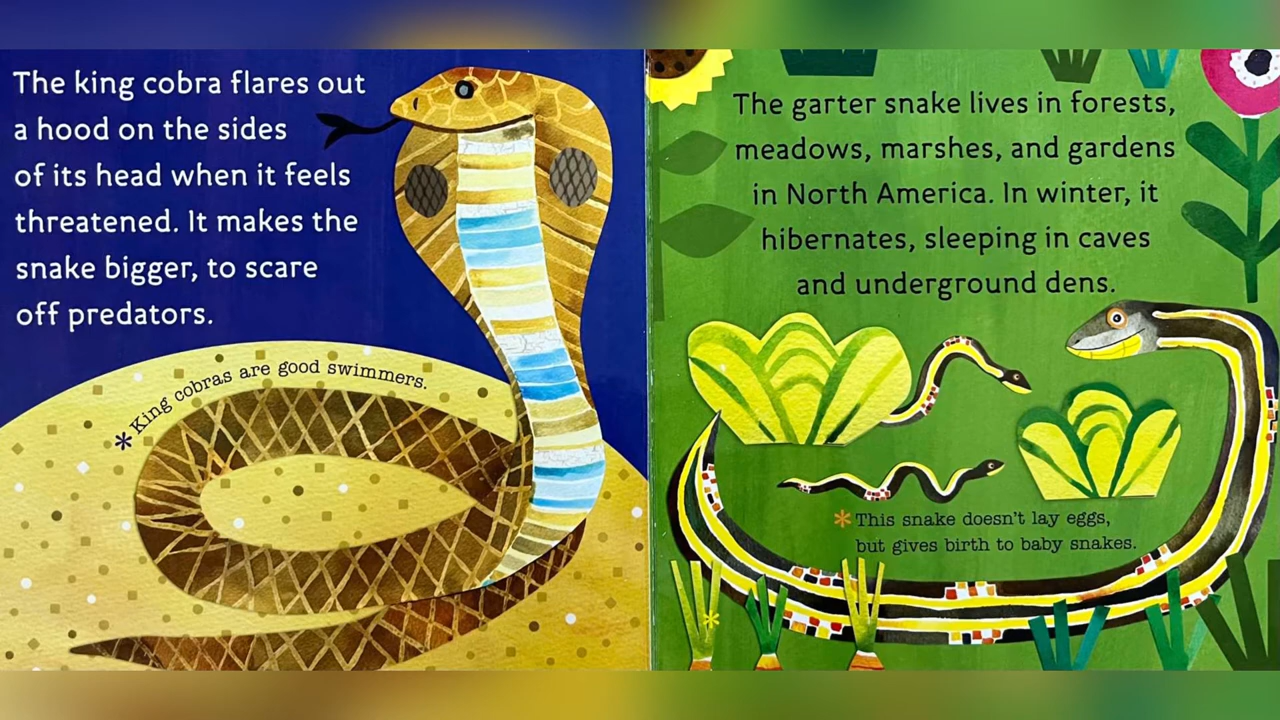 The king cobra flares out
a hood on the sides
of its head when it feels
threatened. It makes the
snake bigger, to scare
off predators.
*King cobras are good swimmers.
The garter snake lives in forests,
meadows, marshes, and gardens
in North America. In winter, it
hibernates, sleeping in caves
and underground dens.
*This snake doesn't lay eggs,
but gives birth to baby snakes.